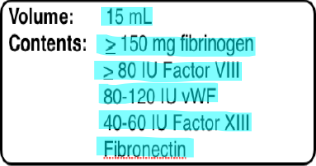 Volume: 15 mL
Contents: ≥ 150 mg fibrinogen
≥ 80 IU Factor VIII
80-120 IU vWF
40-60 IU Factor XIII
Fibronectin